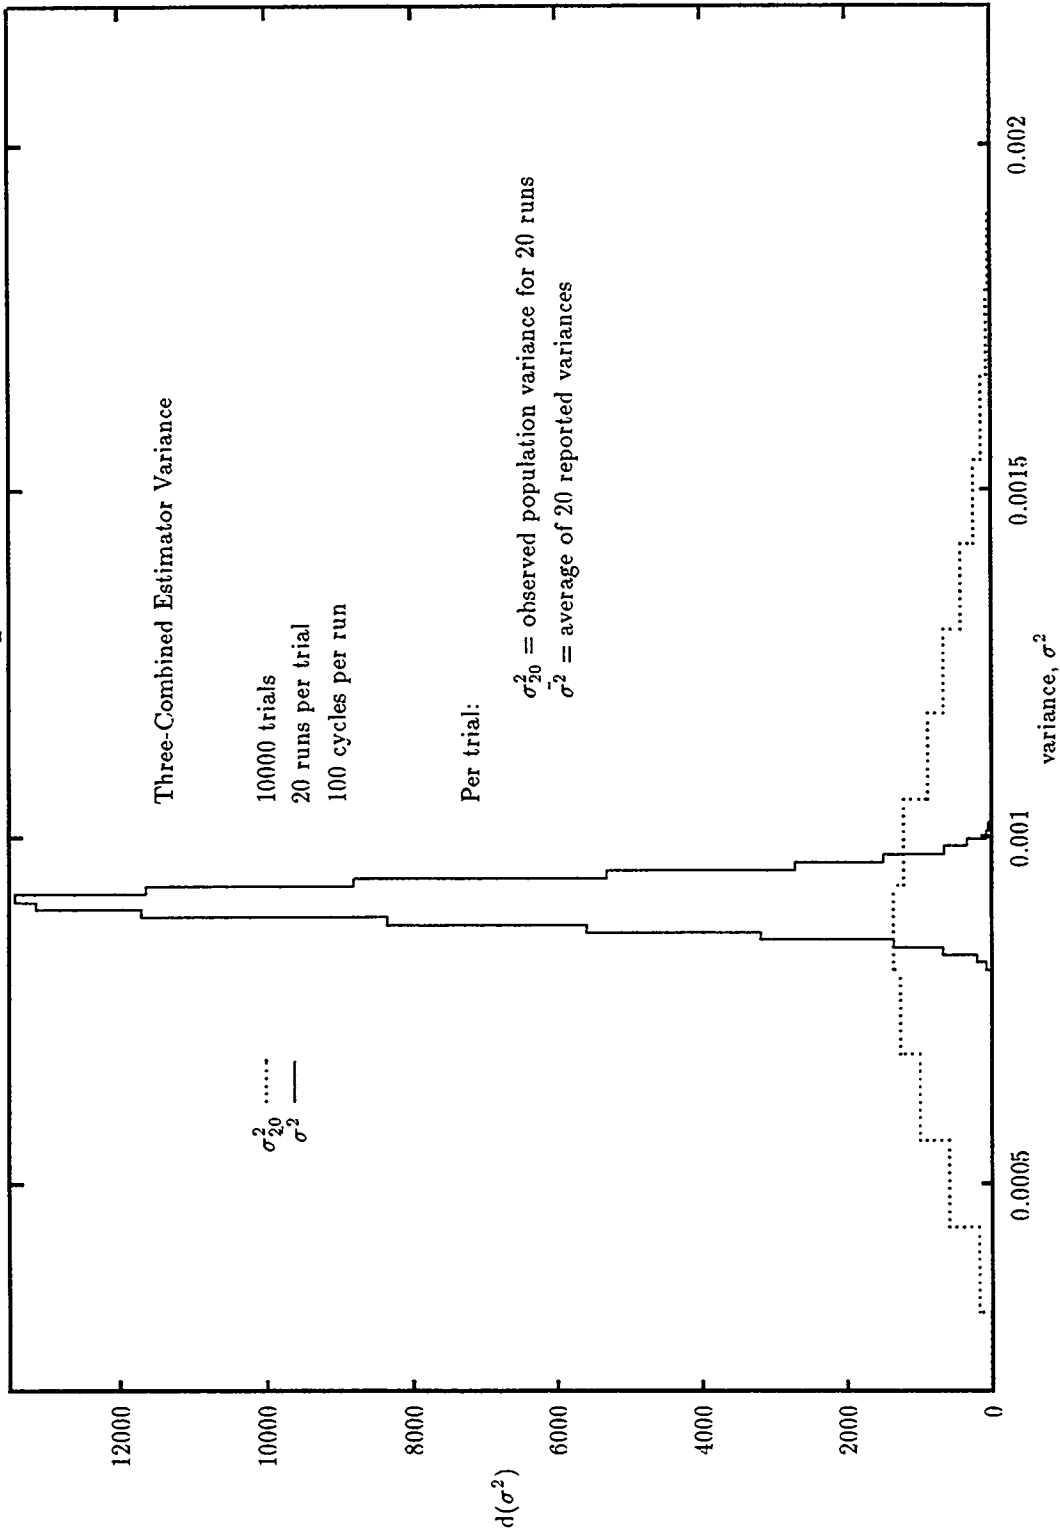 Three-Combined Estimator Variance
10000 trials
20 runs per trial
100 cycles per run
Per trial:
σ²₂₀ = observed population variance for 20 runs
σ̄² = average of 20 reported variances
σ²₂₀
σ²
d(σ²)
12000
10000
8000
6000
4000
2000
0
0.0005
0.001
0.0015
0.002
variance, σ²